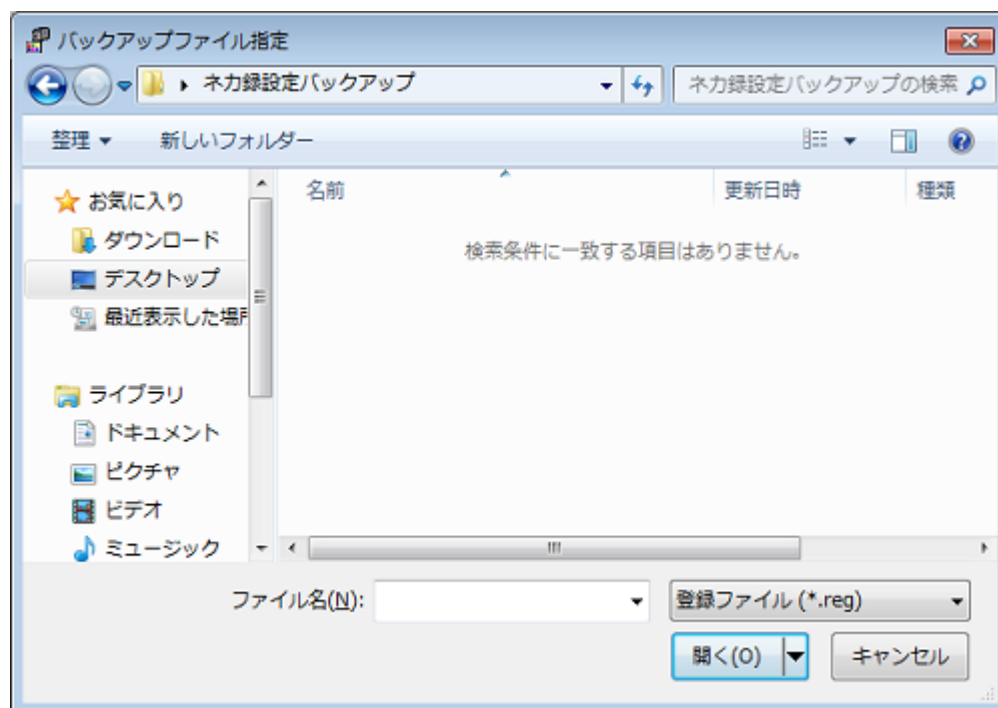 バックアップファイル指定
ネカ録設定バックアップ
ネカ録設定バックアップの検索
整理
新しいフォルダー
名前
更新日時
種類
検索条件に一致する項目はありません。
お気に入り
ダウンロード
デスクトップ
最近表示した場所
ライブラリ
ドキュメント
ピクチャ
ビデオ
ミュージック
ファイル名(N):
登録ファイル (*.reg)
開く(O)
キャンセル